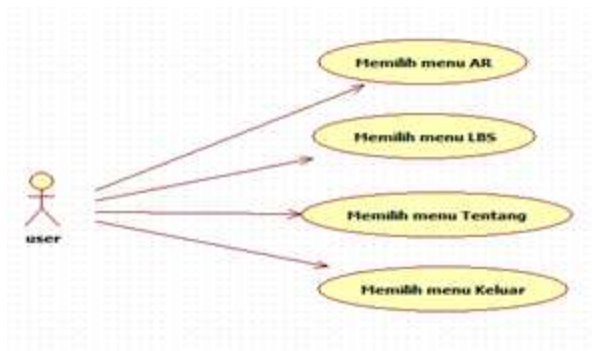 Memilih menu AR
Memilih menu LBS
user
Memilih menu Tentang
Memilih menu Keluar